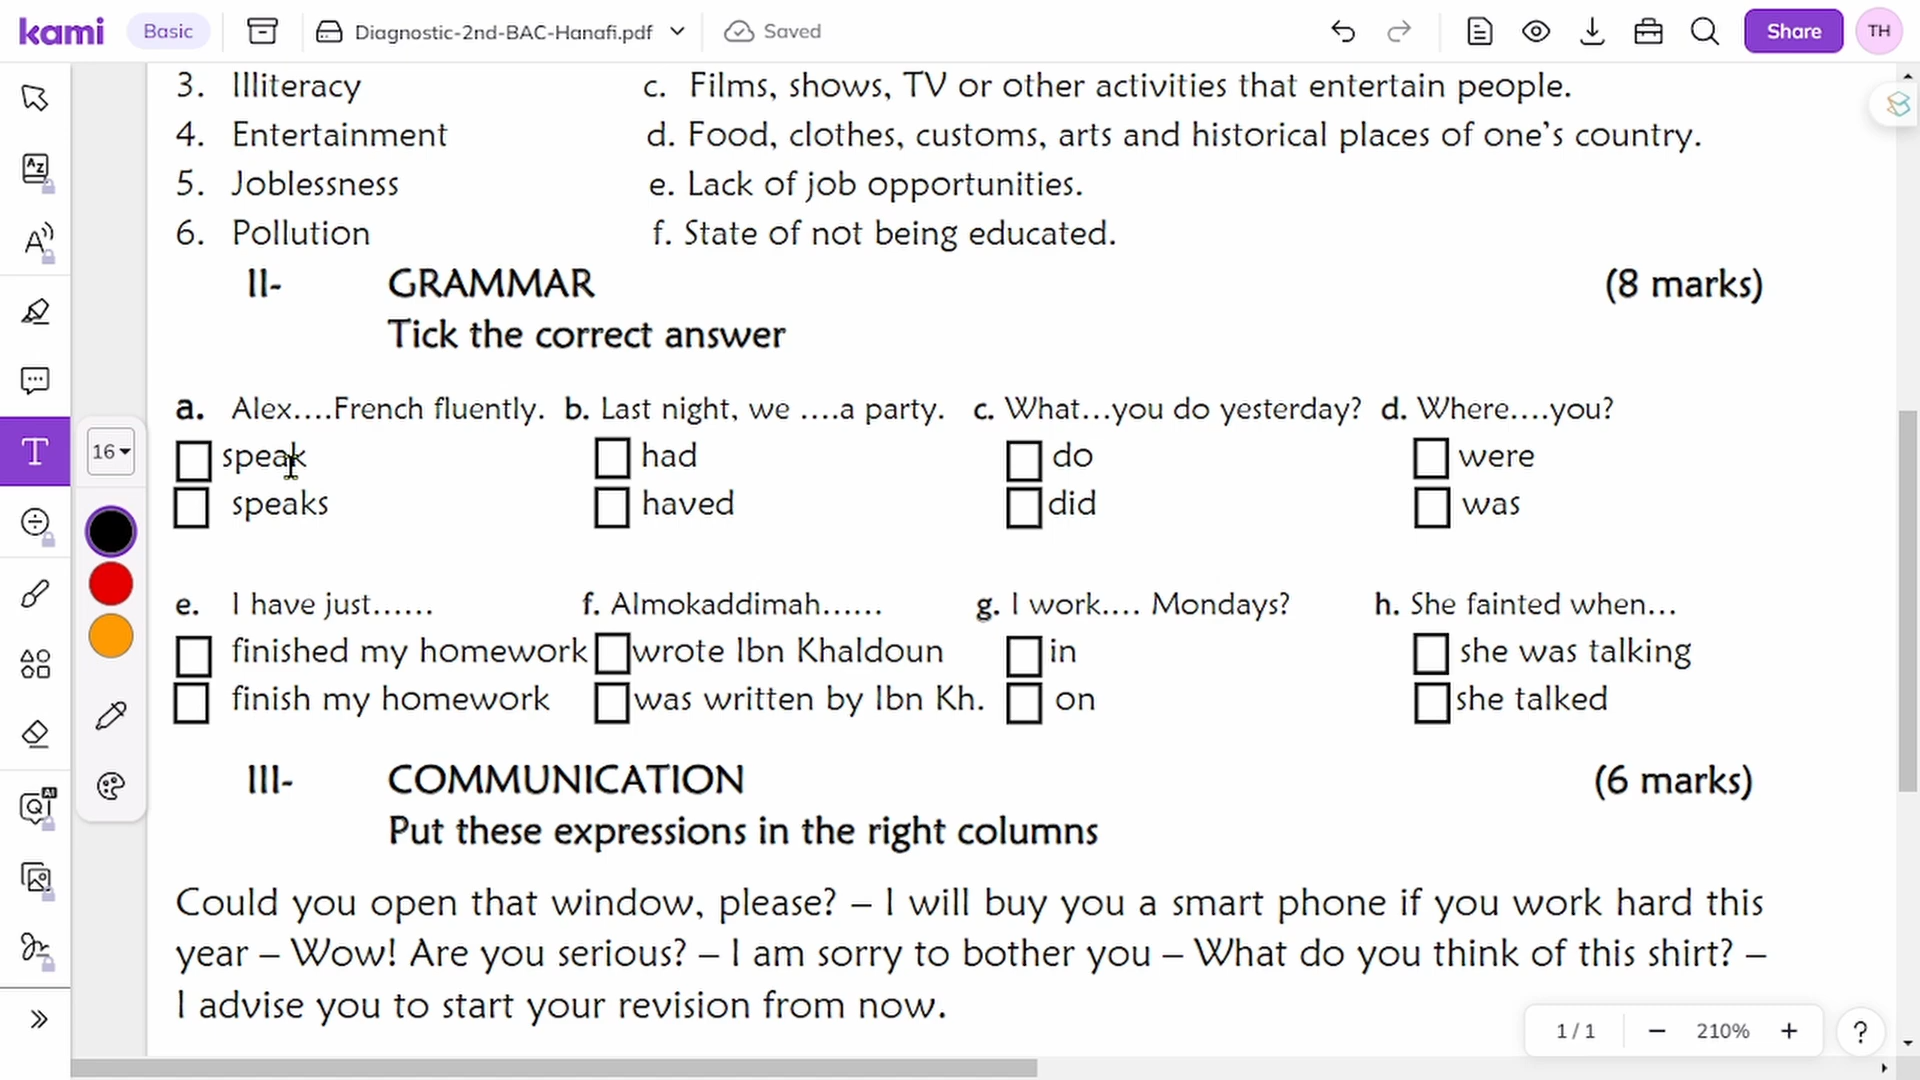 kami Basic Diagnostic-2nd-BAC-Hanafi.pdf Saved Share TH
3. Illiteracy c. Films, shows, TV or other activities that entertain people.
4. Entertainment d. Food, clothes, customs, arts and historical places of one's country.
5. Joblessness e. Lack of job opportunities.
6. Pollution f. State of not being educated.
II- GRAMMAR (8 marks)
Tick the correct answer
a. Alex....French fluently. b. Last night, we ....a party. c. What...you do yesterday? d. Where....you?
speak had do were
speaks haved did was
e. I have just...... f. Almokaddimah...... g. I work.... Mondays? h. She fainted when...
finished my homework wrote Ibn Khaldoun in she was talking
finish my homework was written by Ibn Kh. on she talked
III- COMMUNICATION (6 marks)
Put these expressions in the right columns
Could you open that window, please? – I will buy you a smart phone if you work hard this
year – Wow! Are you serious? – I am sorry to bother you – What do you think of this shirt? –
I advise you to start your revision from now.
16
1 / 1 − 210% + ?